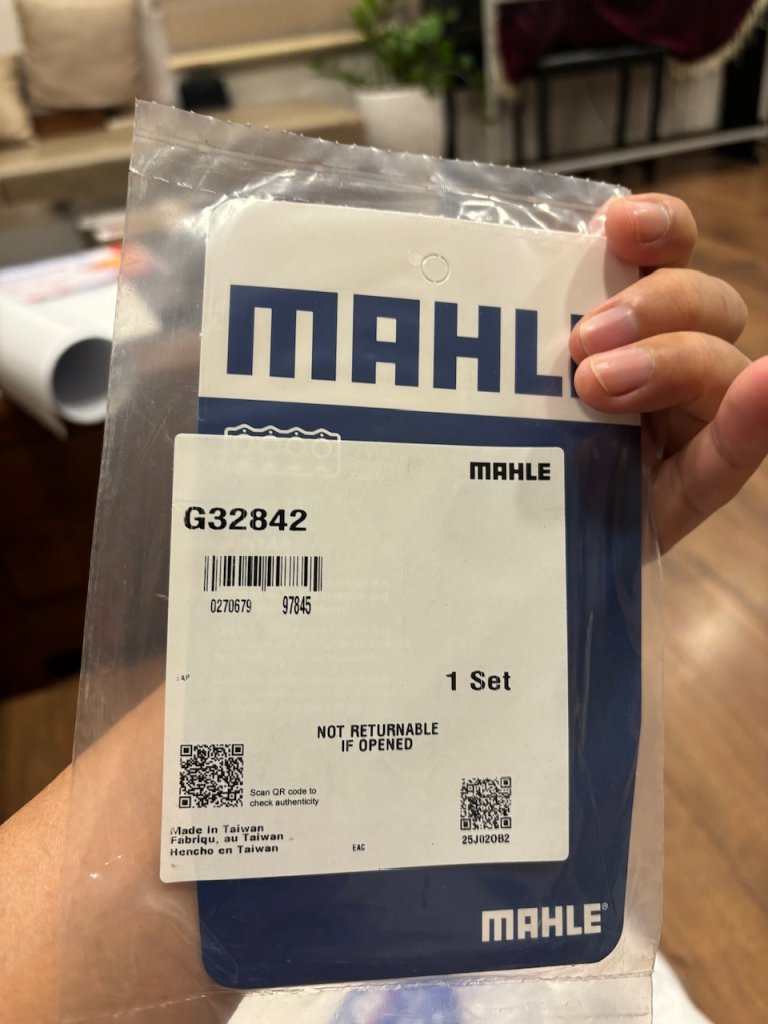 MAHL
MAHLE
G32842
0270679 97845
1 Set
NOT RETURNABLE
IF OPENED
Scan QR code to
check authenticity
25J020B2
Made In Taiwan
Fabriqu, au Taiwan
Hencho en Taiwan
EAC
MAHLE®